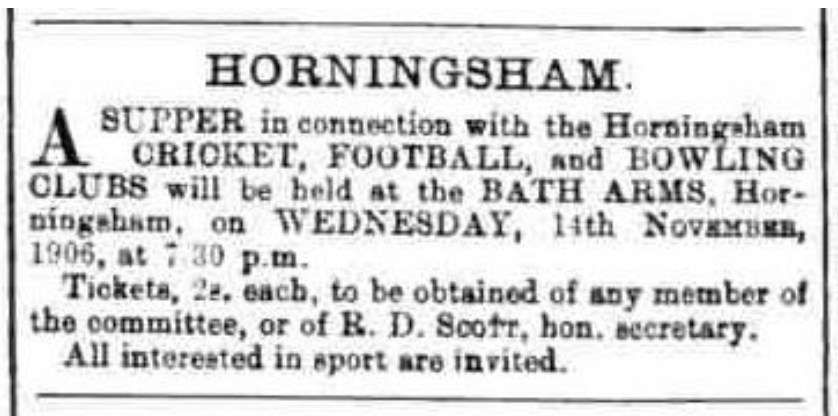 HORNINGSHAM.
A SUPPER in connection with the Horningsham
CRICKET, FOOTBALL, and BOWLING
CLUBS will be held at the BATH ARMS, Hor-
ningsham, on WEDNESDAY, 14th NOVEMBER,
1906, at 7 30 p.m.
Tickets, 2s. each, to be obtained of any member of
the committee, or of R. D. SCOTT, hon. secretary.
All interested in sport are invited.